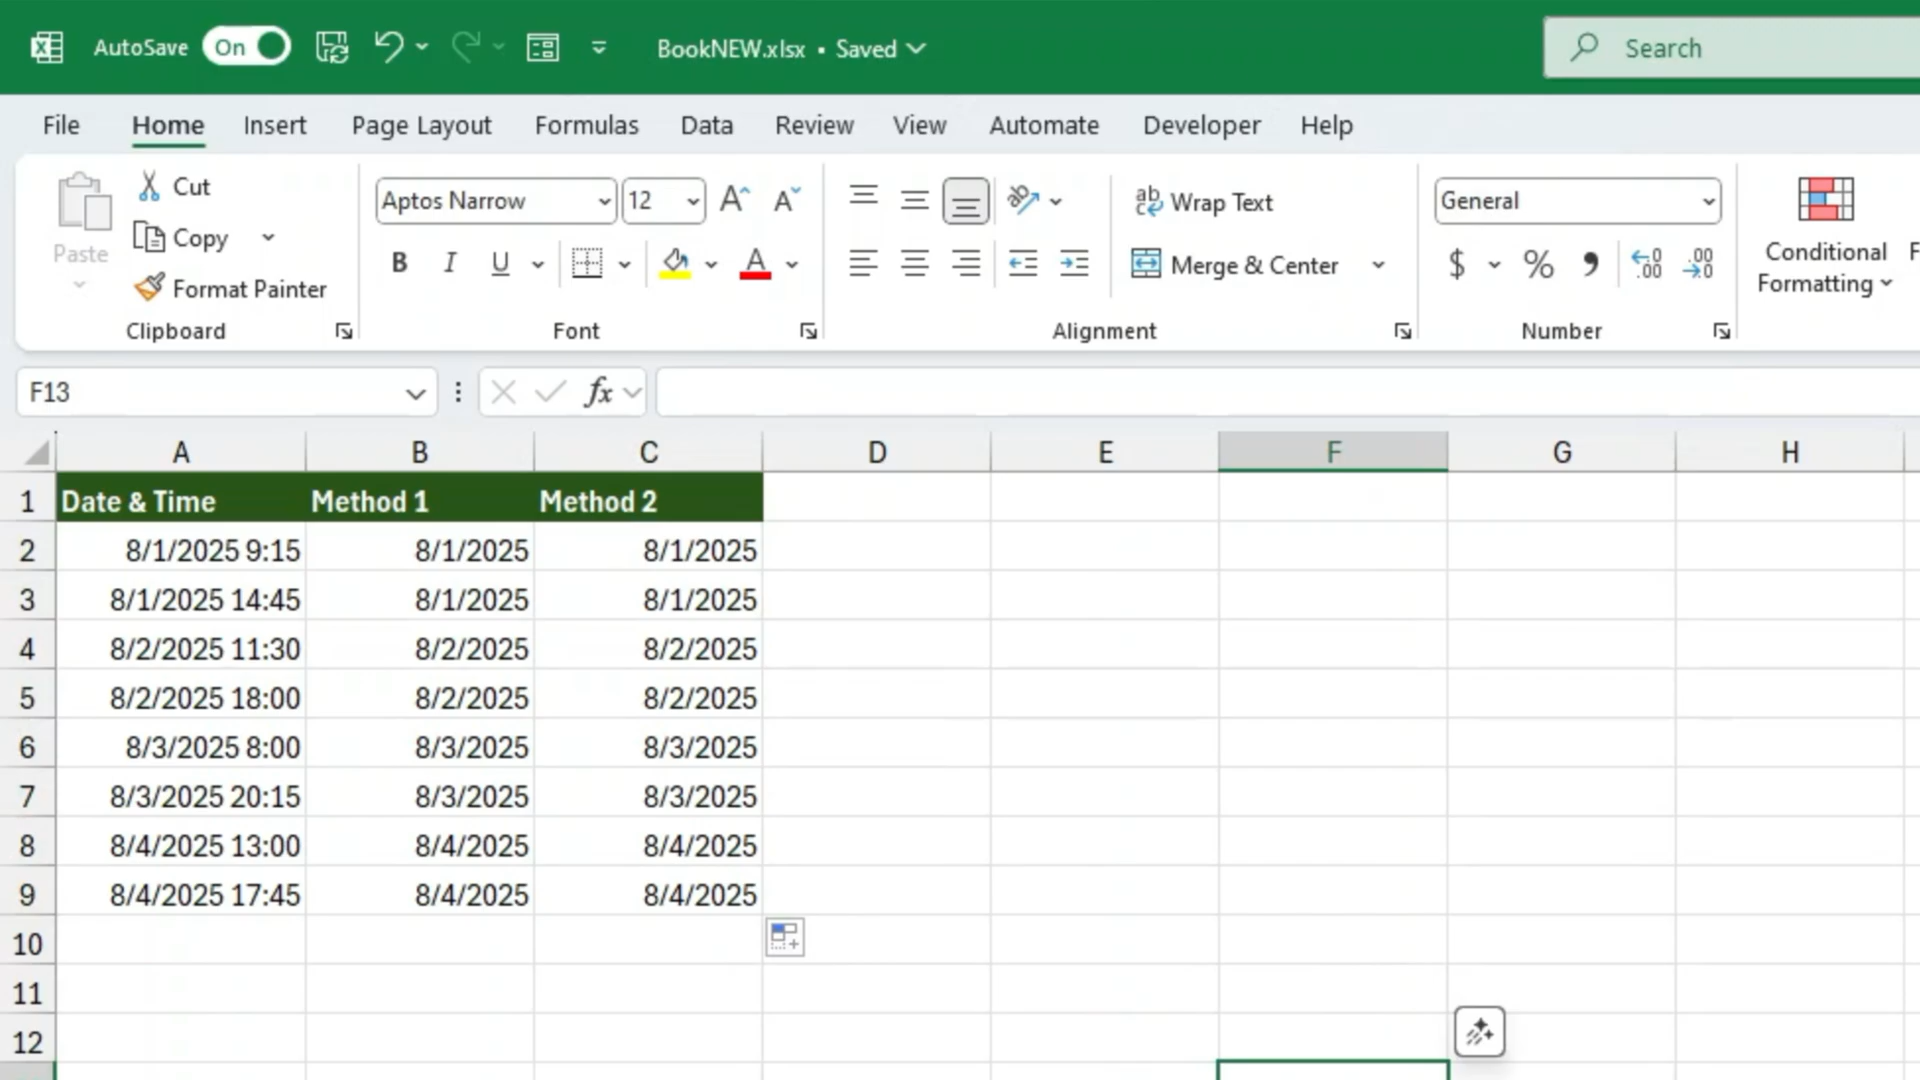 AutoSave On BookNEW.xlsx • Saved Search
File Home Insert Page Layout Formulas Data Review View Automate Developer Help
Paste Cut Copy Format Painter Clipboard
Aptos Narrow 12 A A B I U A Font
ab Wrap Text Merge & Center Alignment
General $ % 9 .00 .00 Number
Conditional Formatting
F13 fx
A B C D E F G H
1 Date & Time Method 1 Method 2
2 8/1/2025 9:15 8/1/2025 8/1/2025
3 8/1/2025 14:45 8/1/2025 8/1/2025
4 8/2/2025 11:30 8/2/2025 8/2/2025
5 8/2/2025 18:00 8/2/2025 8/2/2025
6 8/3/2025 8:00 8/3/2025 8/3/2025
7 8/3/2025 20:15 8/3/2025 8/3/2025
8 8/4/2025 13:00 8/4/2025 8/4/2025
9 8/4/2025 17:45 8/4/2025 8/4/2025
10
11
12